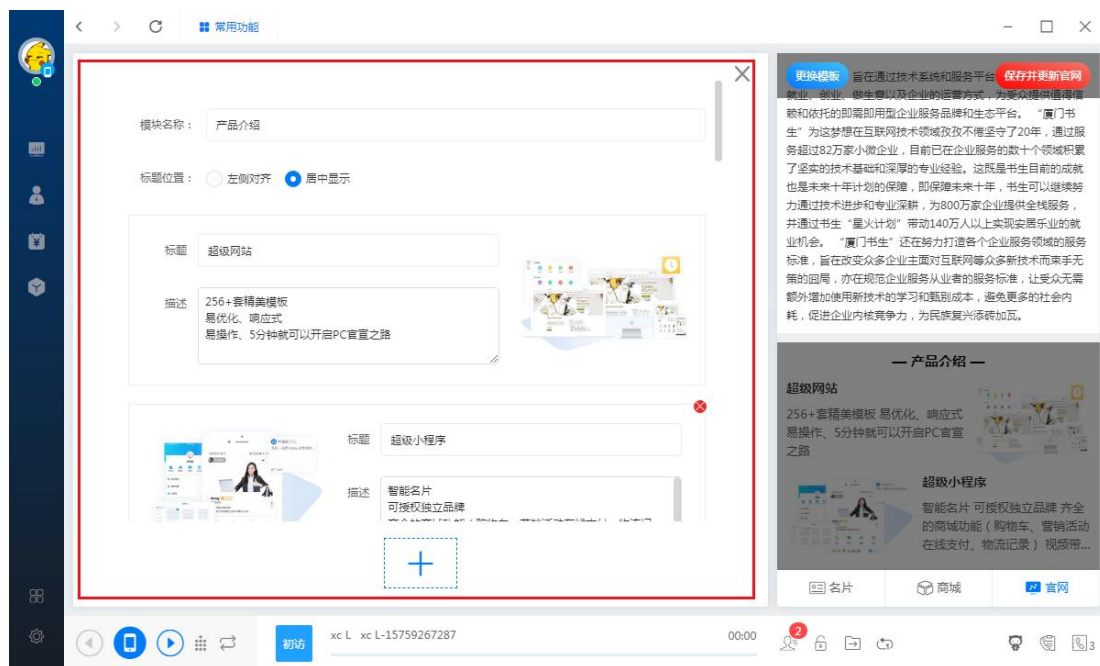 常用功能
模块名称： 产品介绍
标题位置： 左侧对齐 居中显示
标题 超级网站
描述 256+套精美模板
易优化、响应式
易操作、5分钟就可以开启PC官宣之路
标题 超级小程序
描述 智能名片
可授权独立品牌
更换模板 旨在通过技术系统和服务平台 保存并更新官网
就业、创业、做生意以及企业的运营方式，为受众提供值得信
赖和依托的即需即用型企业服务品牌和生态平台。 “厦门书
生”为这梦想在互联网技术领域孜孜不倦坚守了20年，通过服
务超过82万家小微企业，目前已在企业服务的数十个领域积累
了坚实的技术基础和深厚的专业经验。这既是书生目前的成就
也是未来十年计划的保障，即保障未来十年，书生可以继续努
力通过技术进步和专业深耕，为800万家企业提供全栈服务，
并通过书生“星火计划”带动140万人以上实现安居乐业的就
业机会。 “厦门书生”还在努力打造各个企业服务领域的服务
标准，旨在改变众多企业主面对互联网等众多新技术而束手无
策的囧局，亦在规范企业服务从业者的服务标准，让受众无需
额外增加使用新技术的学习和甄别成本，避免更多的社会内
耗，促进企业内核竞争力，为民族复兴添砖加瓦。
— 产品介绍 —
超级网站
256+套精美模板 易优化、响应式
易操作、5分钟就可以开启PC官宣
之路
超级小程序
智能名片 可授权独立品牌 齐全
的商城功能（购物车、营销活动
在线支付、物流记录 ）视频带...
名片 商城 官网
初访 xc L xc L-15759267287 00:00 2 3